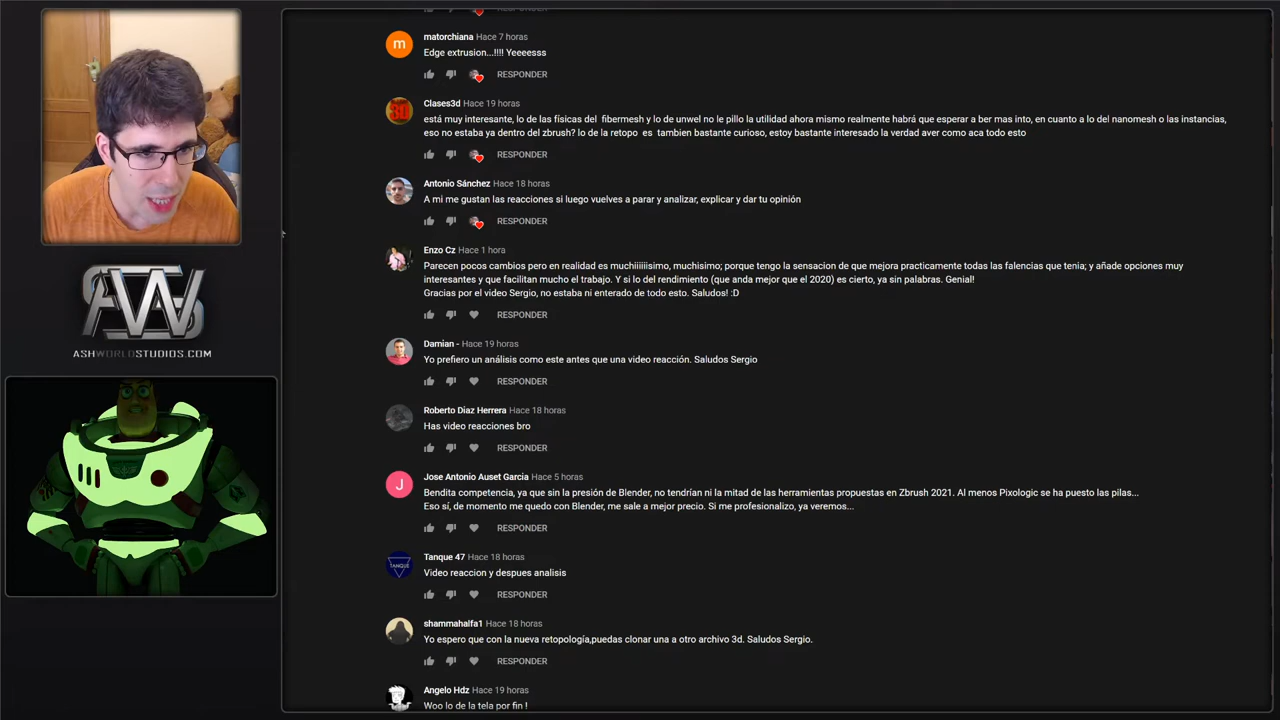 RESPONDER
matorchiana Hace 7 horas
Edge extrusion...!!!! Yeeeesss
RESPONDER
Clases3d Hace 19 horas
está muy interesante, lo de las físicas del fibermesh y lo de unwel no le pillo la utilidad ahora mismo realmente habrá que esperar a ber mas into, en cuanto a lo del nanomesh o las instancias,
eso no estaba ya dentro del zbrush? lo de la retopo es tambien bastante curioso, estoy bastante interesado la verdad aver como aca todo esto
RESPONDER
Antonio Sánchez Hace 18 horas
A mi me gustan las reacciones si luego vuelves a parar y analizar, explicar y dar tu opinión
RESPONDER
Enzo Cz Hace 1 hora
Parecen pocos cambios pero en realidad es muchiiiiiisimo, muchisimo; porque tengo la sensacion de que mejora practicamente todas las falencias que tenia; y añade opciones muy
interesantes y que facilitan mucho el trabajo. Y si lo del rendimiento (que anda mejor que el 2020) es cierto, ya sin palabras. Genial!
Gracias por el video Sergio, no estaba ni enterado de todo esto. Saludos! :D
RESPONDER
Damian - Hace 19 horas
Yo prefiero un análisis como este antes que una video reacción. Saludos Sergio
RESPONDER
Roberto Diaz Herrera Hace 18 horas
Has video reacciones bro
RESPONDER
Jose Antonio Auset Garcia Hace 5 horas
Bendita competencia, ya que sin la presión de Blender, no tendrían ni la mitad de las herramientas propuestas en Zbrush 2021. Al menos Pixologic se ha puesto las pilas...
Eso sí, de momento me quedo con Blender, me sale a mejor precio. Si me profesionalizo, ya veremos...
RESPONDER
Tanque 47 Hace 18 horas
Video reaccion y despues analisis
RESPONDER
shammahalfa1 Hace 18 horas
Yo espero que con la nueva retopología,puedas clonar una a otro archivo 3d. Saludos Sergio.
RESPONDER
Angelo Hdz Hace 19 horas
Woo lo de la tela por fin !
ASHWORLDSTUDIOS.COM
m
3D
J
TANQUE